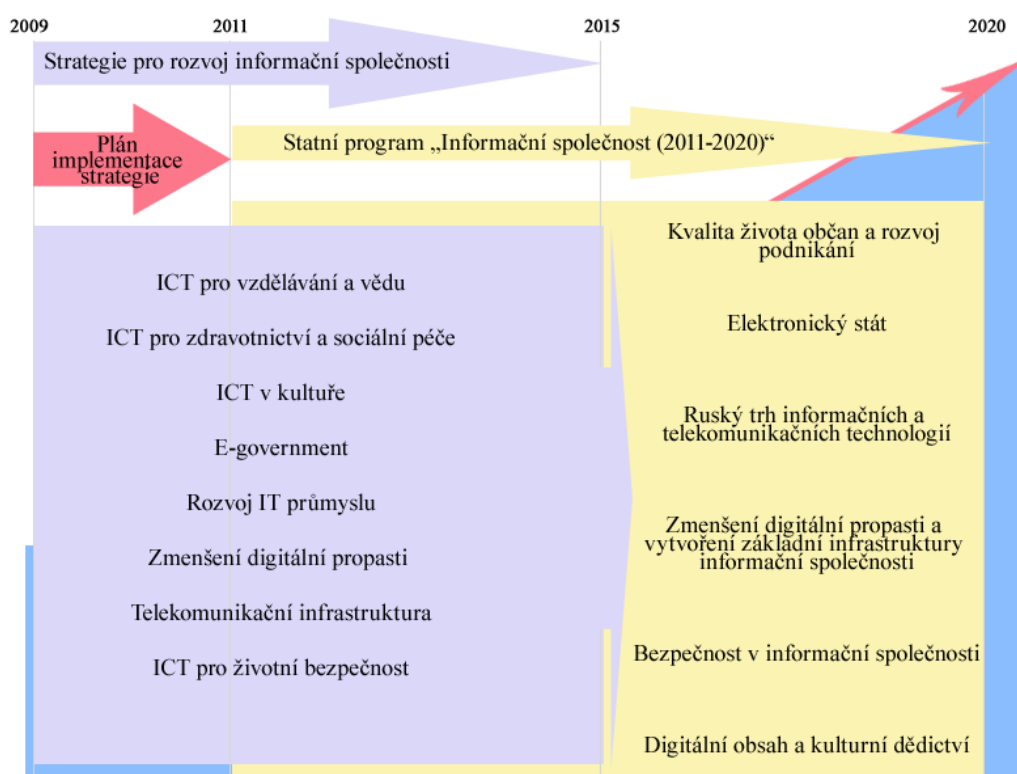 2009 2011 2015 2020
Strategie pro rozvoj informační společnosti
Plán
implementace
strategie
Statní program „Informační společnost (2011-2020)“
ICT pro vzdělávání a vědu
ICT pro zdravotnictví a sociální péče
ICT v kultuře
E-government
Rozvoj IT průmyslu
Zmenšení digitální propasti
Telekomunikační infrastruktura
ICT pro životní bezpečnost
Kvalita života občan a rozvoj
podnikání
Elektronický stát
Ruský trh informačních a
telekomunikačních technologií
Zmenšení digitální propasti a
vytvoření základní infrastruktury
informační společnosti
Bezpečnost v informační společnosti
Digitální obsah a kulturní dědictví